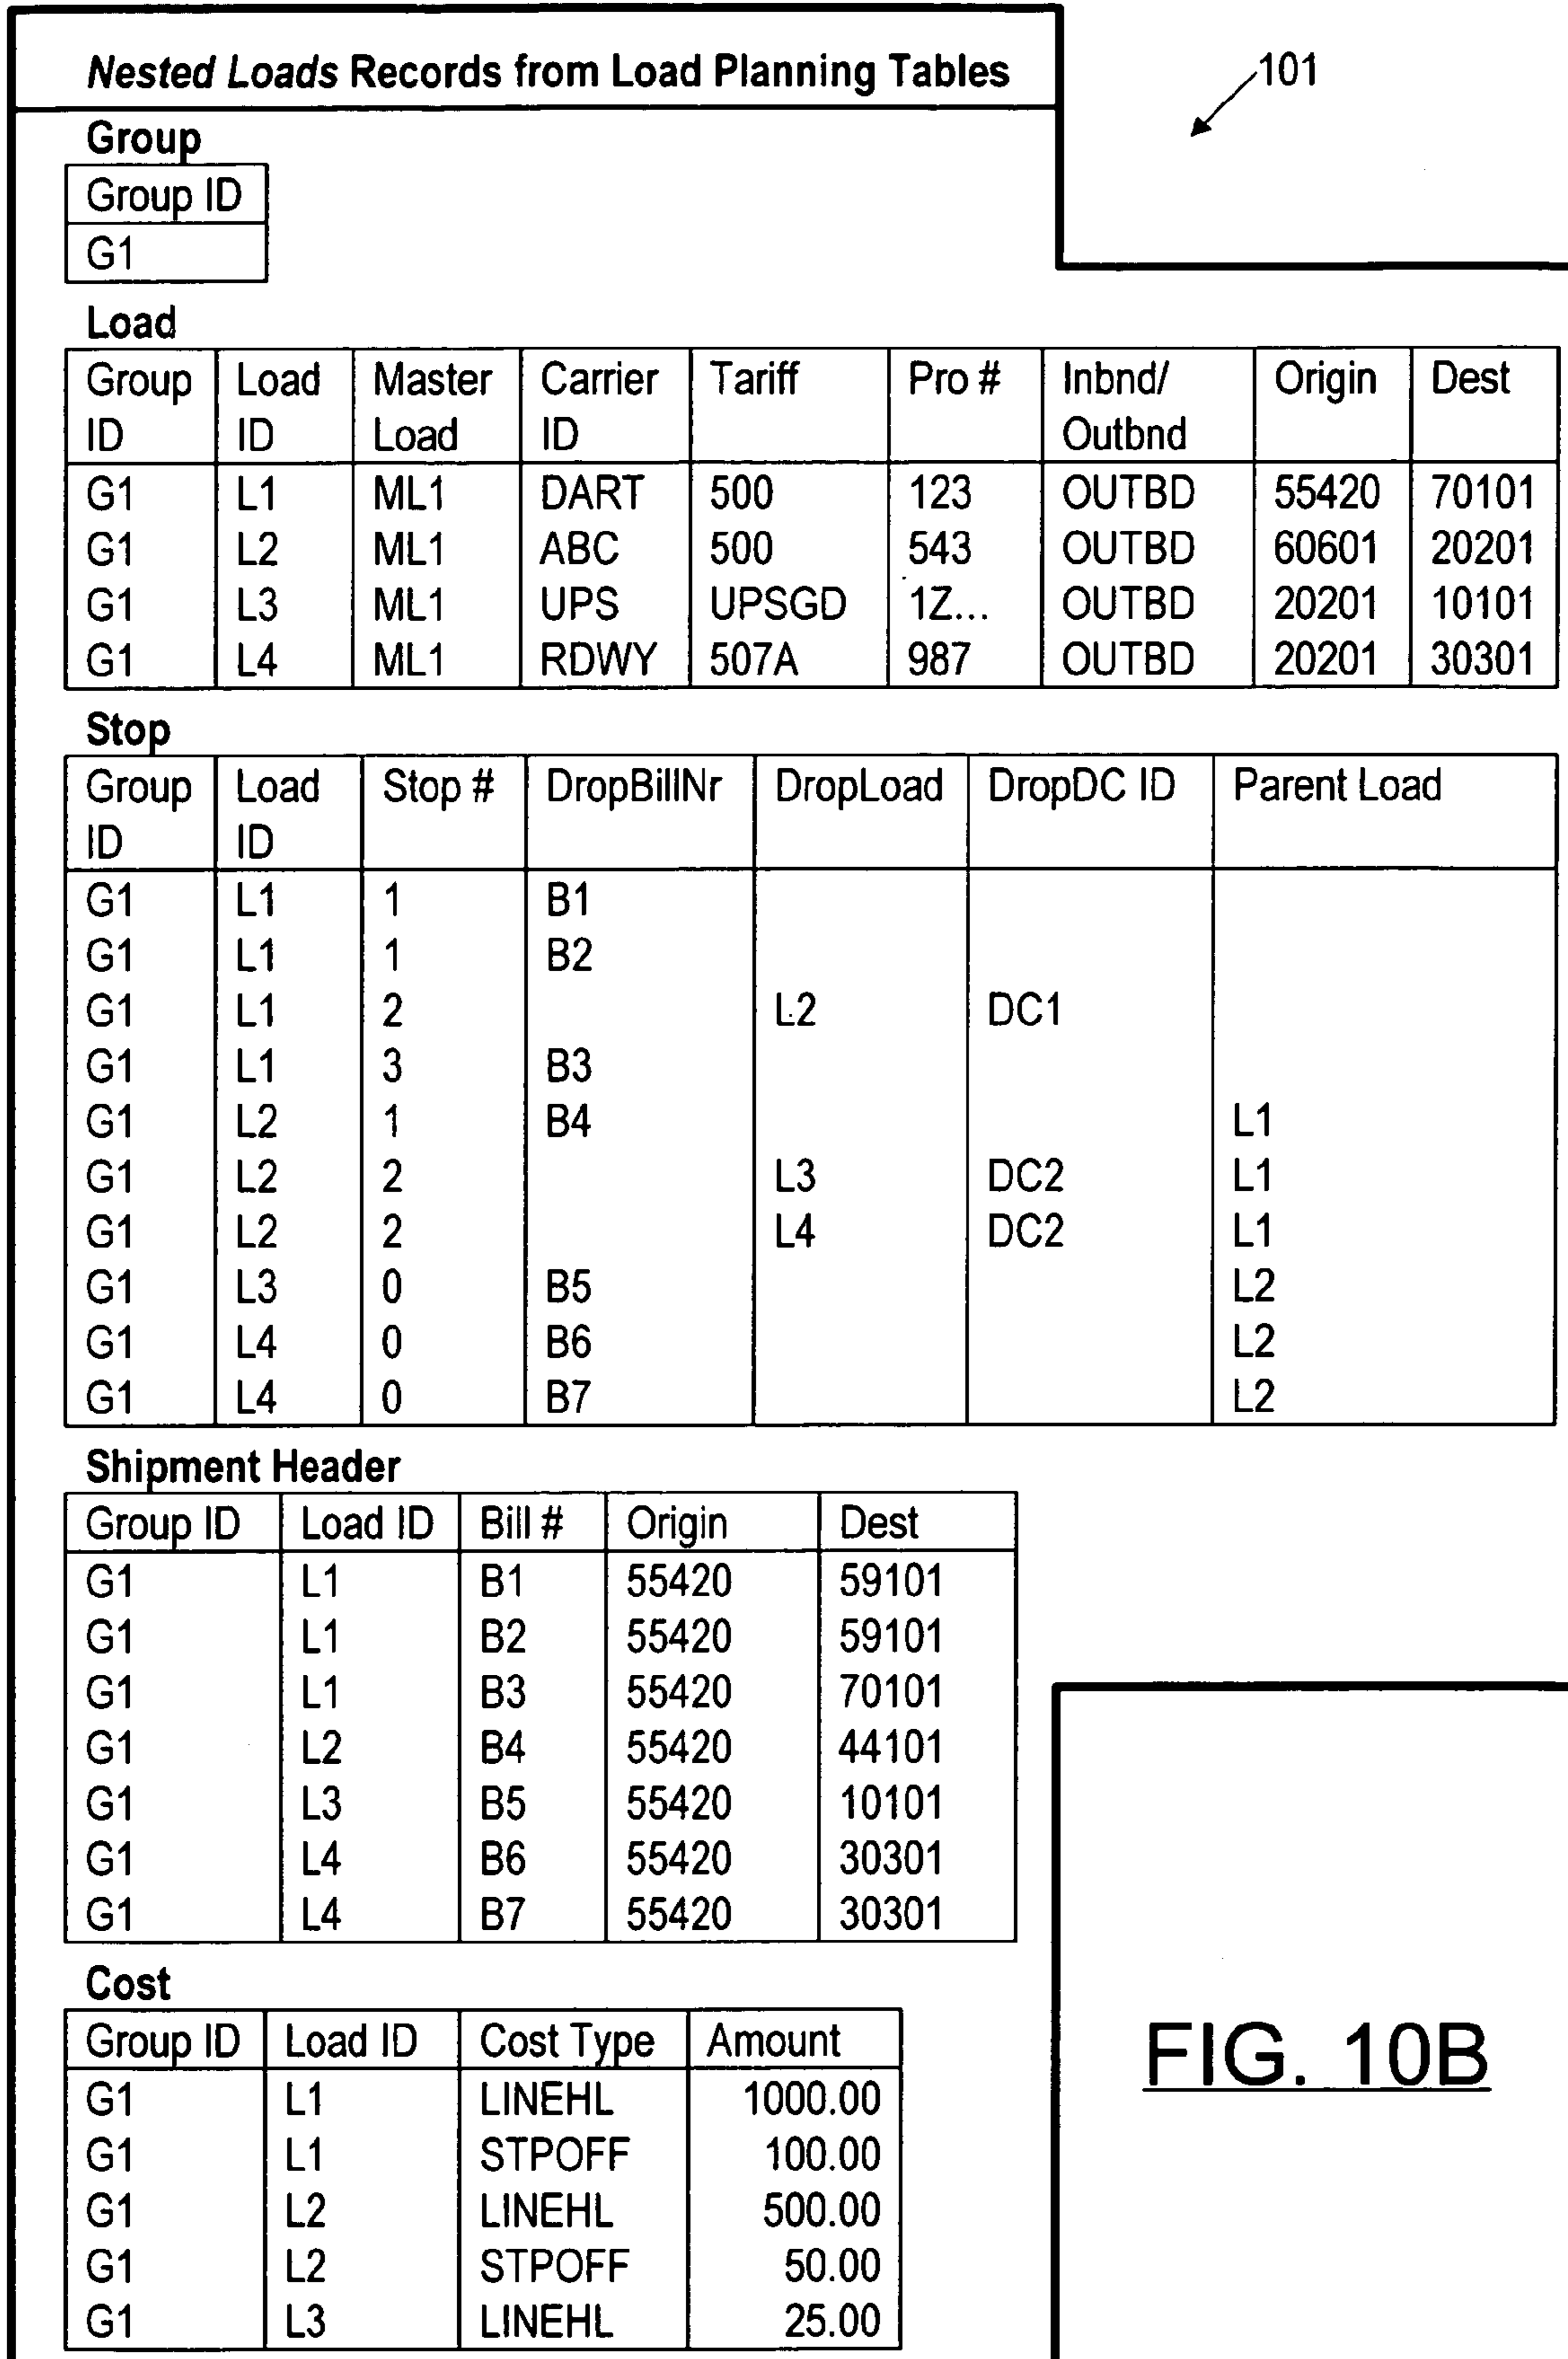 Nested Loads Records from Load Planning Tables
101
Group
Group ID
G1
Load
Group ID Load ID Master Load Carrier ID Tariff Pro # Inbnd/ Outbnd Origin Dest
G1 L1 ML1 DART 500 123 OUTBD 55420 70101
G1 L2 ML1 ABC 500 543 OUTBD 60601 20201
G1 L3 ML1 UPS UPSGD 1Z... OUTBD 20201 10101
G1 L4 ML1 RDWY 507A 987 OUTBD 20201 30301
Stop
Group ID Load ID Stop # DropBillNr DropLoad DropDC ID Parent Load
G1 L1 1 B1
G1 L1 1 B2
G1 L1 2 L2 DC1
G1 L1 3 B3
G1 L2 1 B4 L1
G1 L2 2 L3 DC2 L1
G1 L2 2 L4 DC2 L1
G1 L3 0 B5 L2
G1 L4 0 B6 L2
G1 L4 0 B7 L2
Shipment Header
Group ID Load ID Bill # Origin Dest
G1 L1 B1 55420 59101
G1 L1 B2 55420 59101
G1 L1 B3 55420 70101
G1 L2 B4 55420 44101
G1 L3 B5 55420 10101
G1 L4 B6 55420 30301
G1 L4 B7 55420 30301
Cost
Group ID Load ID Cost Type Amount
G1 L1 LINEHL 1000.00
G1 L1 STPOFF 100.00
G1 L2 LINEHL 500.00
G1 L2 STPOFF 50.00
G1 L3 LINEHL 25.00
FIG. 10B